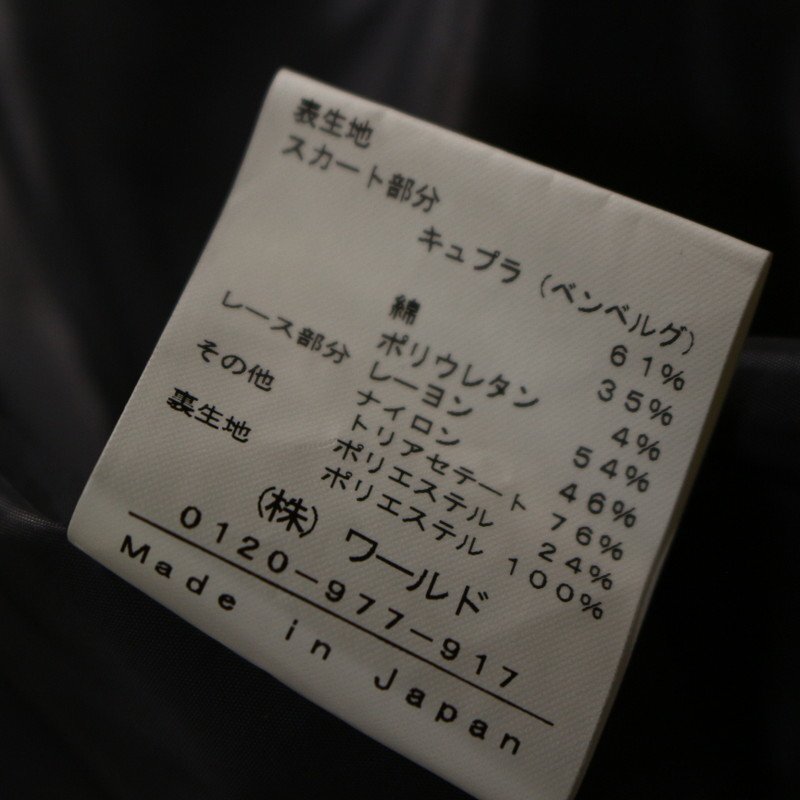 表生地
スカート部分
キュプラ（ベンベルグ）
61%
綿 35%
ポリウレタン 4%
レース部分 レーヨン 54%
ナイロン 46%
その他 トリアセテート 76%
ポリエステル 24%
裏生地 ポリエステル 100%
（株）ワールド
0120-977-917
Made in Japan